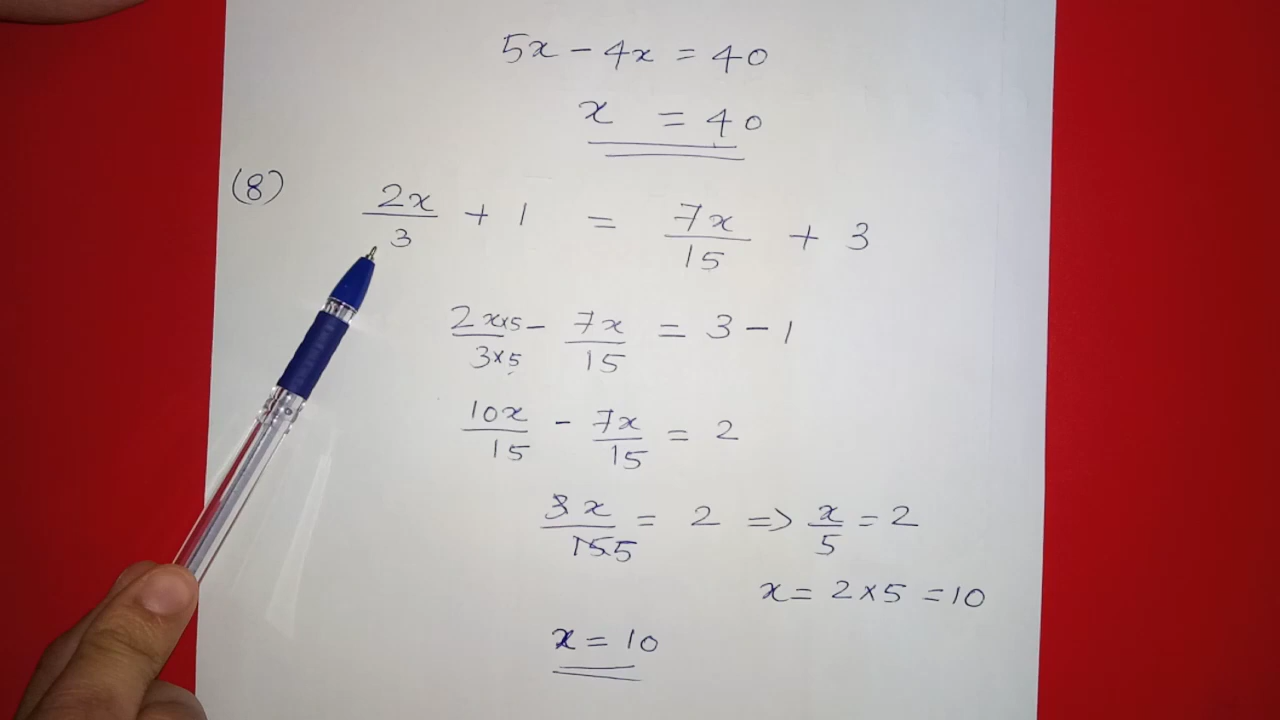 5x - 4x = 40
x = 40
(8) 2x/3 + 1 = 7x/15 + 3
2x×5/3×5 - 7x/15 = 3 - 1
10x/15 - 7x/15 = 2
3x/15 5 = 2 => x/5 = 2
x = 2×5 = 10
x = 10